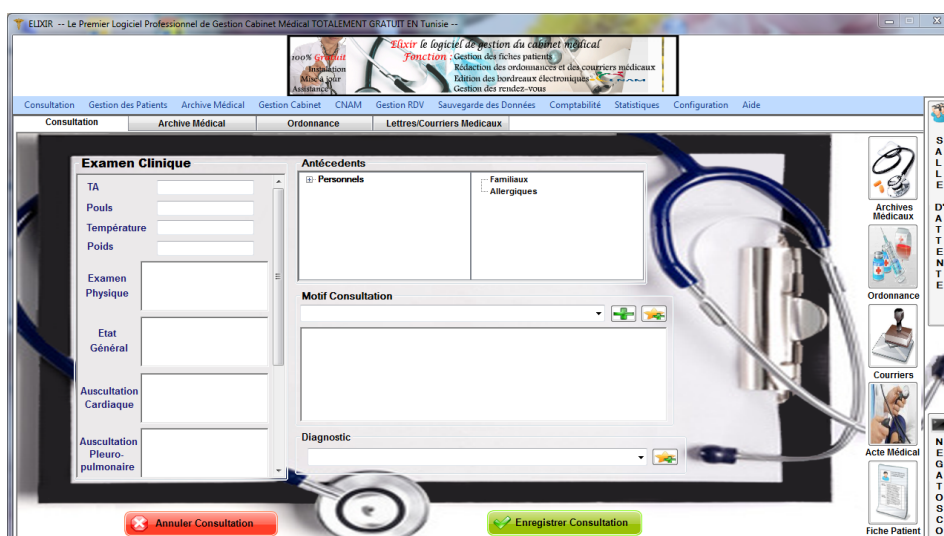 ELIXIR -- Le Premier Logiciel Professionnel de Gestion Cabinet Médical TOTALEMENT GRATUIT EN Tunisie --
Elixir le logiciel de gestion du cabinet médical
Fonction : Gestion des fiches patients
Rédaction des ordonnances et des courriers médicaux
Edition des bordreaux électroniques
Gestion des rendez-vous
100% Gratuit
Instalation
Mise à jour
Assistance
Consultation Gestion des Patients Archive Médical Gestion Cabinet CNAM Gestion RDV Sauvegarde des Données Comptabilité Statistiques Configuration Aide
Consultation Archive Médical Ordonnance Lettres/Courriers Medicaux
Examen Clinique
TA
Pouls
Température
Poids
Examen
Physique
Etat
Général
Auscultation
Cardiaque
Auscultation
Pleuro-
pulmonaire
Antécedents
Personnels
Familiaux
Allergiques
Motif Consultation
Diagnostic
Annuler Consultation
Enregistrer Consultation
Archives
Médicaux
Ordonnance
Courriers
Acte Médical
Fiche Patient
SALLE D'ATTENTE
NEGATOSCO